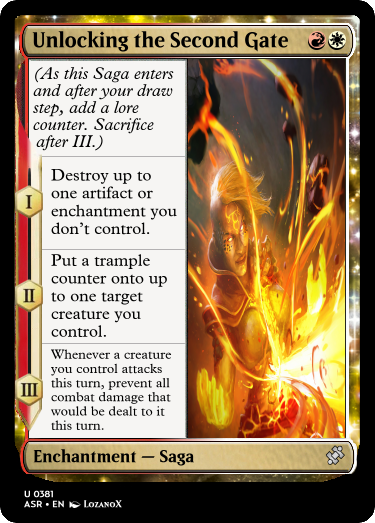 Unlocking the Second Gate
(As this Saga enters
and after your draw
step, add a lore
counter. Sacrifice
after III.)
I
Destroy up to
one artifact or
enchantment you
don't control.
II
Put a trample
counter onto up
to one target
creature you
control.
III
Whenever a creature
you control attacks
this turn, prevent all
combat damage that
would be dealt to it
this turn.
Enchantment — Saga
U 0381
ASR • EN LozanoX